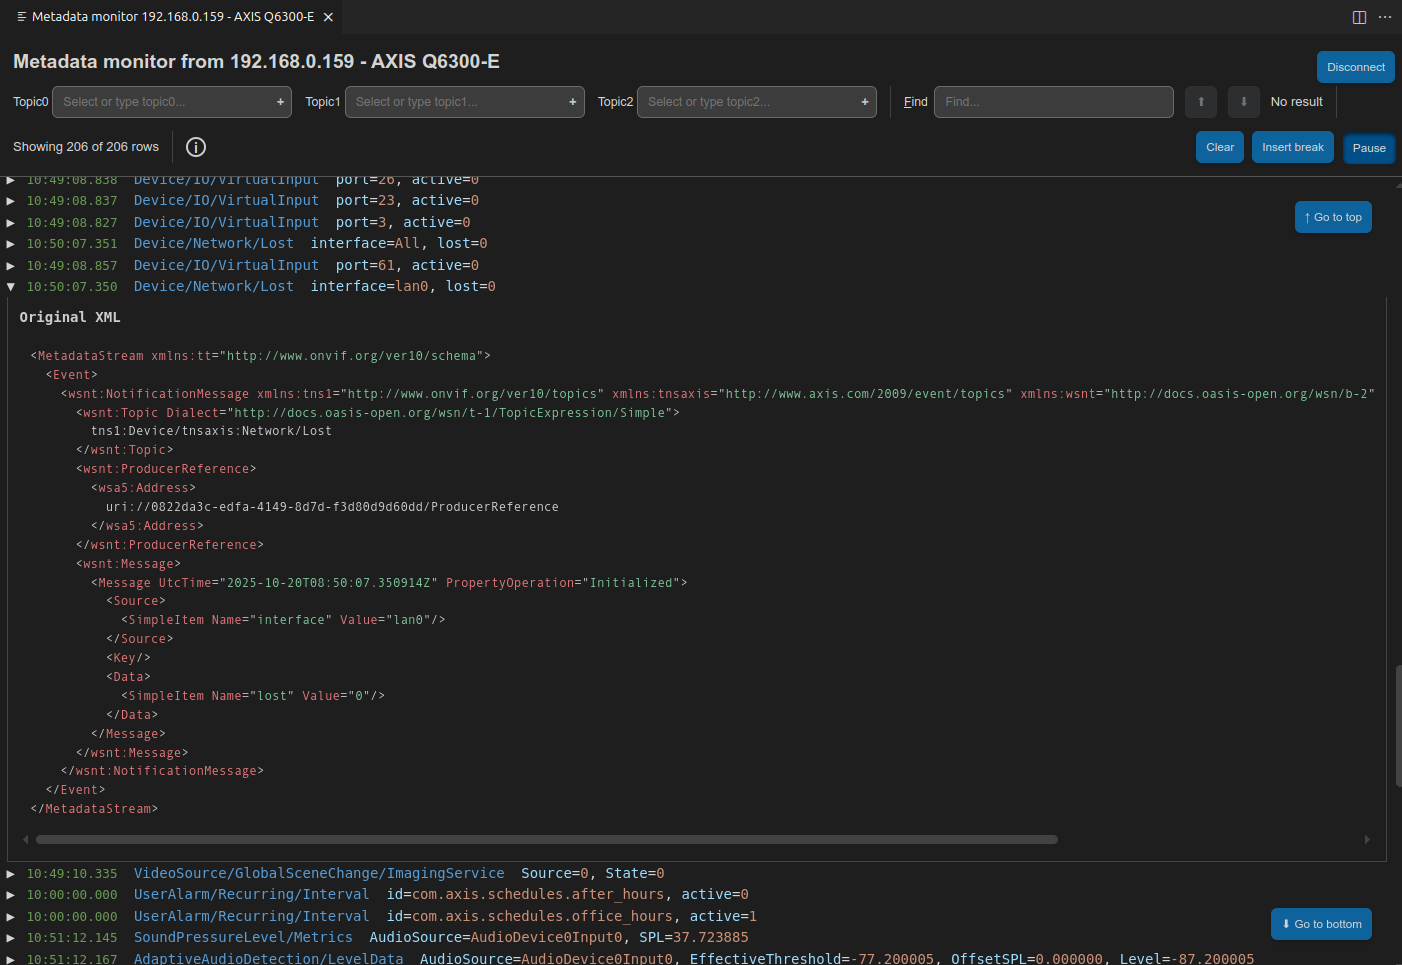 Metadata monitor 192.168.0.159 - AXIS Q6300-E
Metadata monitor from 192.168.0.159 - AXIS Q6300-E
Disconnect
Topic0 Select or type topic0... + Topic1 Select or type topic1... + Topic2 Select or type topic2... + Find Find... No result
Showing 206 of 206 rows
Clear Insert break Pause
10:49:08.838 Device/IO/VirtualInput port=26, active=0
10:49:08.837 Device/IO/VirtualInput port=23, active=0
10:49:08.827 Device/IO/VirtualInput port=3, active=0
↑ Go to top
10:50:07.351 Device/Network/Lost interface=All, lost=0
10:49:08.857 Device/IO/VirtualInput port=61, active=0
10:50:07.350 Device/Network/Lost interface=lan0, lost=0
Original XML
<MetadataStream xmlns:tt="http://www.onvif.org/ver10/schema">
<Event>
<wsnt:NotificationMessage xmlns:tns1="http://www.onvif.org/ver10/topics" xmlns:tnsaxis="http://www.axis.com/2009/event/topics" xmlns:wsnt="http://docs.oasis-open.org/wsn/b-2"
<wsnt:Topic Dialect="http://docs.oasis-open.org/wsn/t-1/TopicExpression/Simple">
tns1:Device/tnsaxis:Network/Lost
</wsnt:Topic>
<wsnt:ProducerReference>
<wsa5:Address>
uri://0822da3c-edfa-4149-8d7d-f3d80d9d60dd/ProducerReference
</wsa5:Address>
</wsnt:ProducerReference>
<wsnt:Message>
<Message UtcTime="2025-10-20T08:50:07.350914Z" PropertyOperation="Initialized">
<Source>
<SimpleItem Name="interface" Value="lan0"/>
</Source>
<Key/>
<Data>
<SimpleItem Name="lost" Value="0"/>
</Data>
</Message>
</wsnt:Message>
</wsnt:NotificationMessage>
</Event>
</MetadataStream>
10:49:10.335 VideoSource/GlobalSceneChange/ImagingService Source=0, State=0
10:00:00.000 UserAlarm/Recurring/Interval id=com.axis.schedules.after_hours, active=0
10:00:00.000 UserAlarm/Recurring/Interval id=com.axis.schedules.office_hours, active=1
⬇ Go to bottom
10:51:12.145 SoundPressureLevel/Metrics AudioSource=AudioDevice0Input0, SPL=37.723885
10:51:12.167 AdaptiveAudioDetection/LevelData AudioSource=AudioDevice0Input0, EffectiveThreshold=-77.200005, OffsetSPL=0.000000, Level=-87.200005